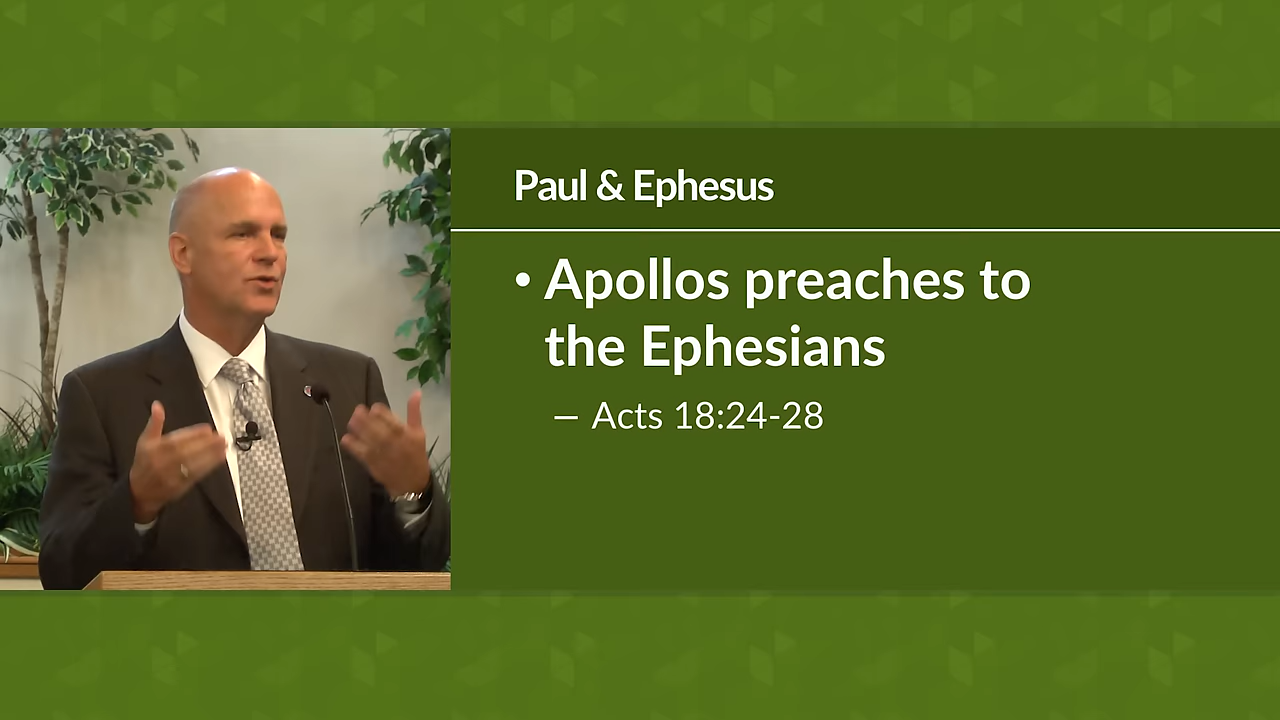 Paul & Ephesus
• Apollos preaches to
the Ephesians
– Acts 18:24-28